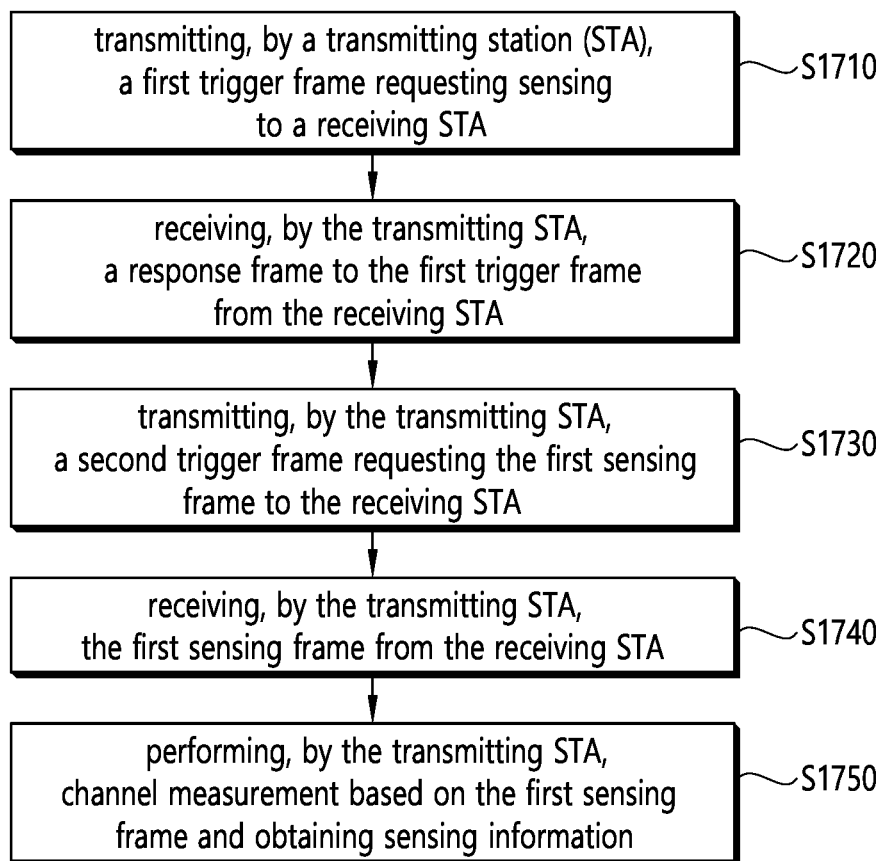 transmitting, by a transmitting station (STA),
a first trigger frame requesting sensing
to a receiving STA
S1710
receiving, by the transmitting STA,
a response frame to the first trigger frame
from the receiving STA
S1720
transmitting, by the transmitting STA,
a second trigger frame requesting the first sensing
frame to the receiving STA
S1730
receiving, by the transmitting STA,
the first sensing frame from the receiving STA
S1740
performing, by the transmitting STA,
channel measurement based on the first sensing
frame and obtaining sensing information
S1750